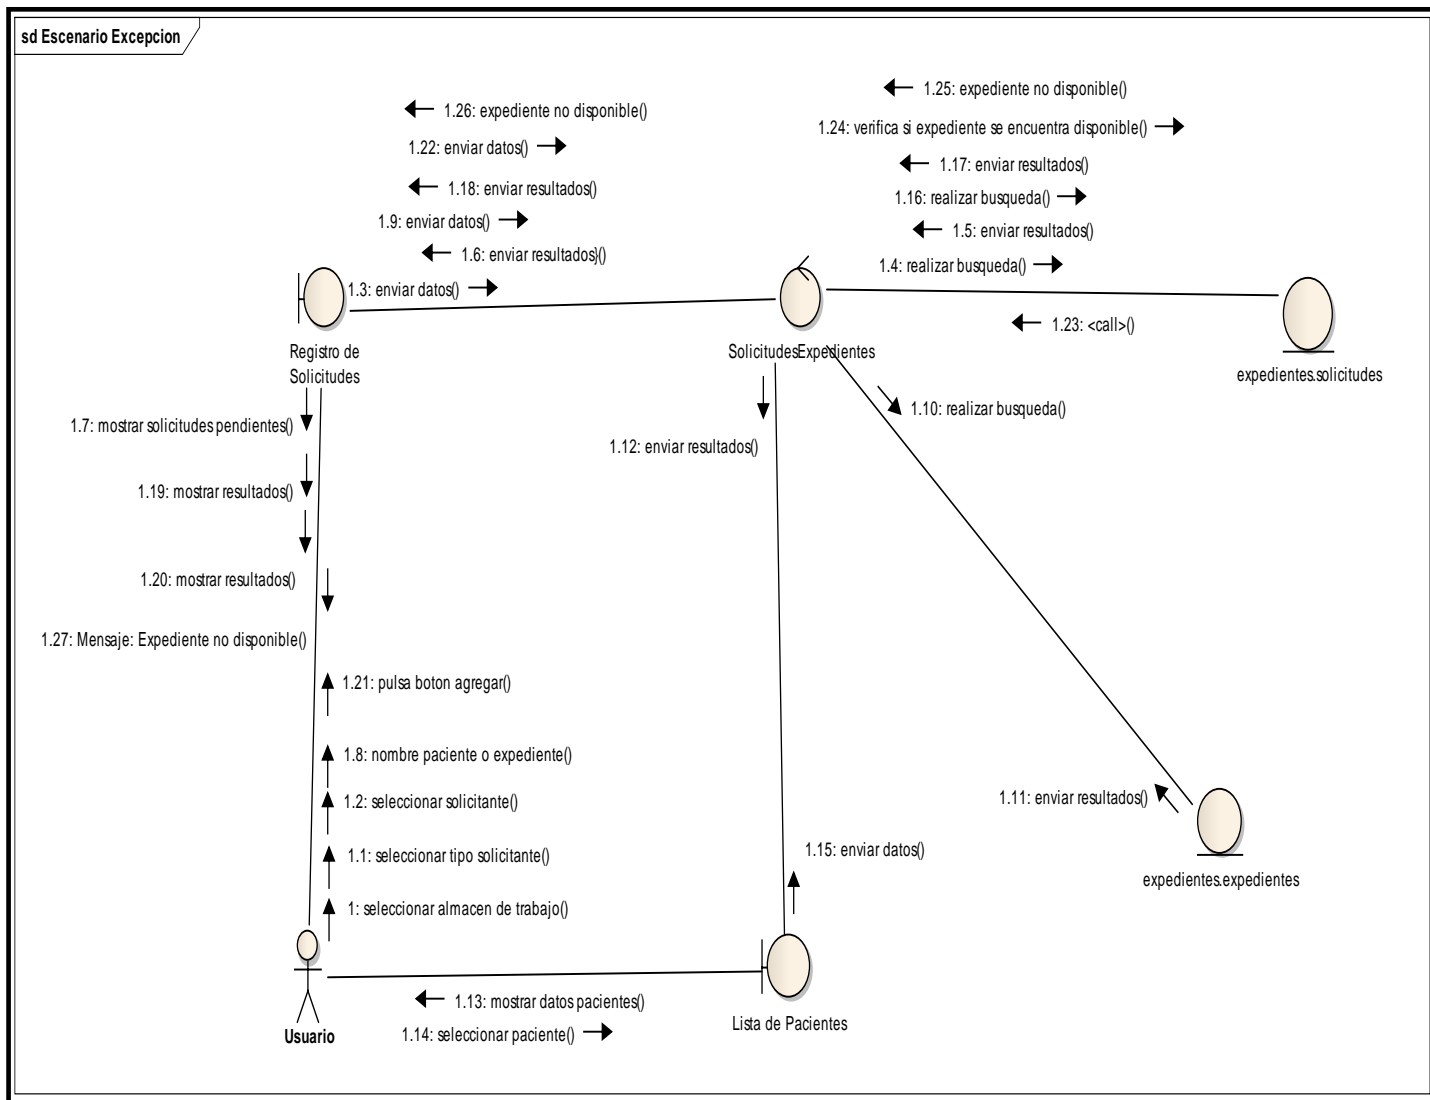 sd Escenario Excepcion
1.25: expediente no disponible()
1.26: expediente no disponible()
1.24: verifica si expediente se encuentra disponible()
1.22: enviar datos()
1.17: enviar resultados()
1.18: enviar resultados()
1.16: realizar busqueda()
1.9: enviar datos()
1.5: enviar resultados()
1.6: enviar resultados}()
1.4: realizar busqueda()
1.3: enviar datos()
1.23: <call>()
Registro de
Solicitudes
SolicitudesExpedientes
expedientes.solicitudes
1.10: realizar busqueda()
1.7: mostrar solicitudes pendientes()
1.12: enviar resultados()
1.19: mostrar resultados()
1.20: mostrar resultados()
1.27: Mensaje: Expediente no disponible()
1.21: pulsa boton agregar()
1.8: nombre paciente o expediente()
1.2: seleccionar solicitante()
1.11: enviar resultados()
1.1: seleccionar tipo solicitante()
1.15: enviar datos()
expedientes.expedientes
1: seleccionar almacen de trabajo()
1.13: mostrar datos pacientes()
Lista de Pacientes
1.14: seleccionar paciente()
Usuario